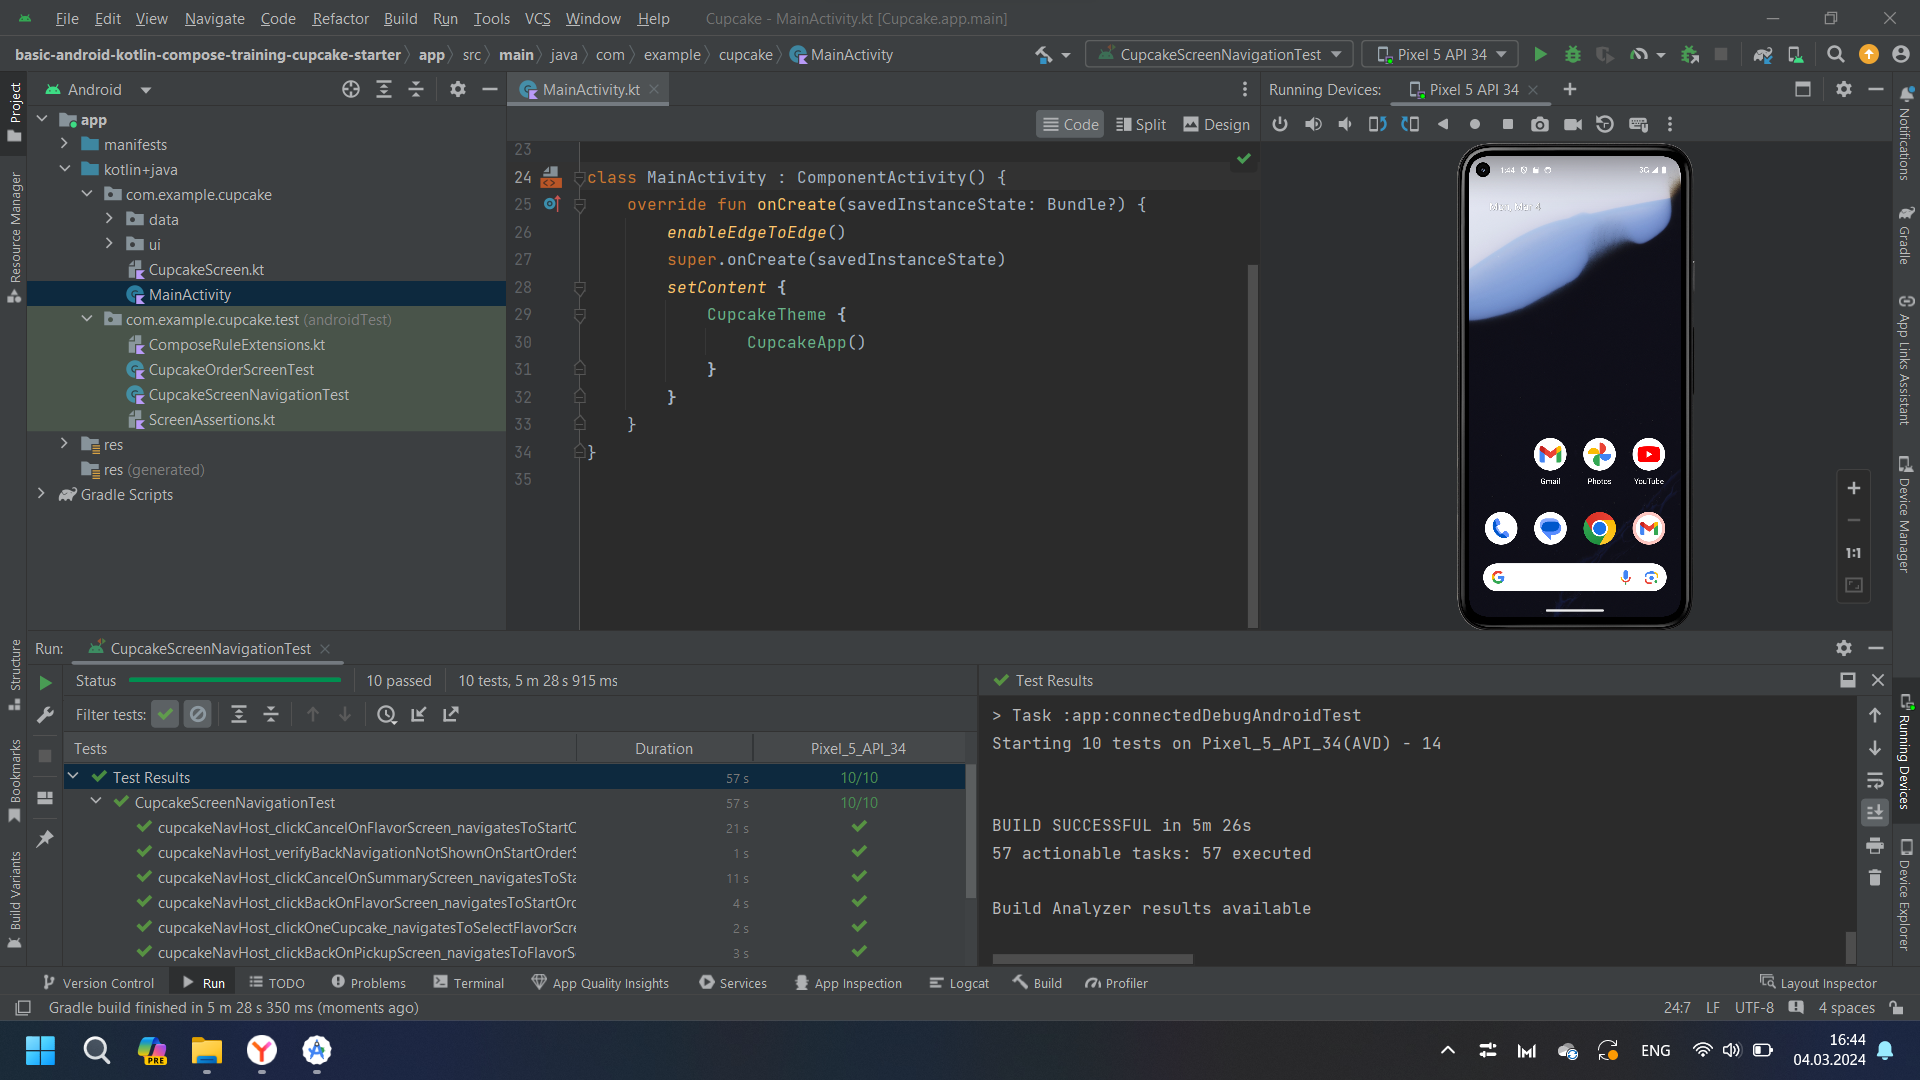 File Edit View Navigate Code Refactor Build Run Tools VCS Window Help Cupcake - MainActivity.kt [Cupcake.app.main]
basic-android-kotlin-compose-training-cupcake-starter app src main java com example cupcake MainActivity CupcakeScreenNavigationTest Pixel 5 API 34
Project
Resource Manager
Android
app
manifests
kotlin+java
com.example.cupcake
data
ui
CupcakeScreen.kt
MainActivity
com.example.cupcake.test (androidTest)
ComposeRuleExtensions.kt
CupcakeOrderScreenTest
CupcakeScreenNavigationTest
ScreenAssertions.kt
res
res (generated)
Gradle Scripts
MainActivity.kt
Code Split Design
23
24 class MainActivity : ComponentActivity() {
25 override fun onCreate(savedInstanceState: Bundle?) {
26 enableEdgeToEdge()
27 super.onCreate(savedInstanceState)
28 setContent {
29 CupcakeTheme {
30 CupcakeApp()
31 }
32 }
33 }
34 }
35
Running Devices: Pixel 5 API 34
1:44 3G
Mon, Mar 4
Gmail Photos YouTube
1:1
Notifications
Gradle
App Links Assistant
Device Manager
Running Devices
Device Explorer
Structure
Bookmarks
Build Variants
Run: CupcakeScreenNavigationTest
Status 10 passed 10 tests, 5 m 28 s 915 ms
Filter tests:
Tests Duration Pixel_5_API_34
Test Results 57 s 10/10
CupcakeScreenNavigationTest 57 s 10/10
cupcakeNavHost_clickCancelOnFlavorScreen_navigatesToStartO 21 s
cupcakeNavHost_verifyBackNavigationNotShownOnStartOrderS 1 s
cupcakeNavHost_clickCancelOnSummaryScreen_navigatesToSta 11 s
cupcakeNavHost_clickBackOnFlavorScreen_navigatesToStartOrd 4 s
cupcakeNavHost_clickOneCupcake_navigatesToSelectFlavorScre 2 s
cupcakeNavHost_clickBackOnPickupScreen_navigatesToFlavorS 3 s
Test Results
> Task :app:connectedDebugAndroidTest
Starting 10 tests on Pixel_5_API_34(AVD) - 14
BUILD SUCCESSFUL in 5m 26s
57 actionable tasks: 57 executed
Build Analyzer results available
Version Control Run TODO Problems Terminal App Quality Insights Services App Inspection Logcat Build Profiler Layout Inspector
Gradle build finished in 5 m 28 s 350 ms (moments ago) 24:7 LF UTF-8 4 spaces
PRE
ENG
16:44
04.03.2024